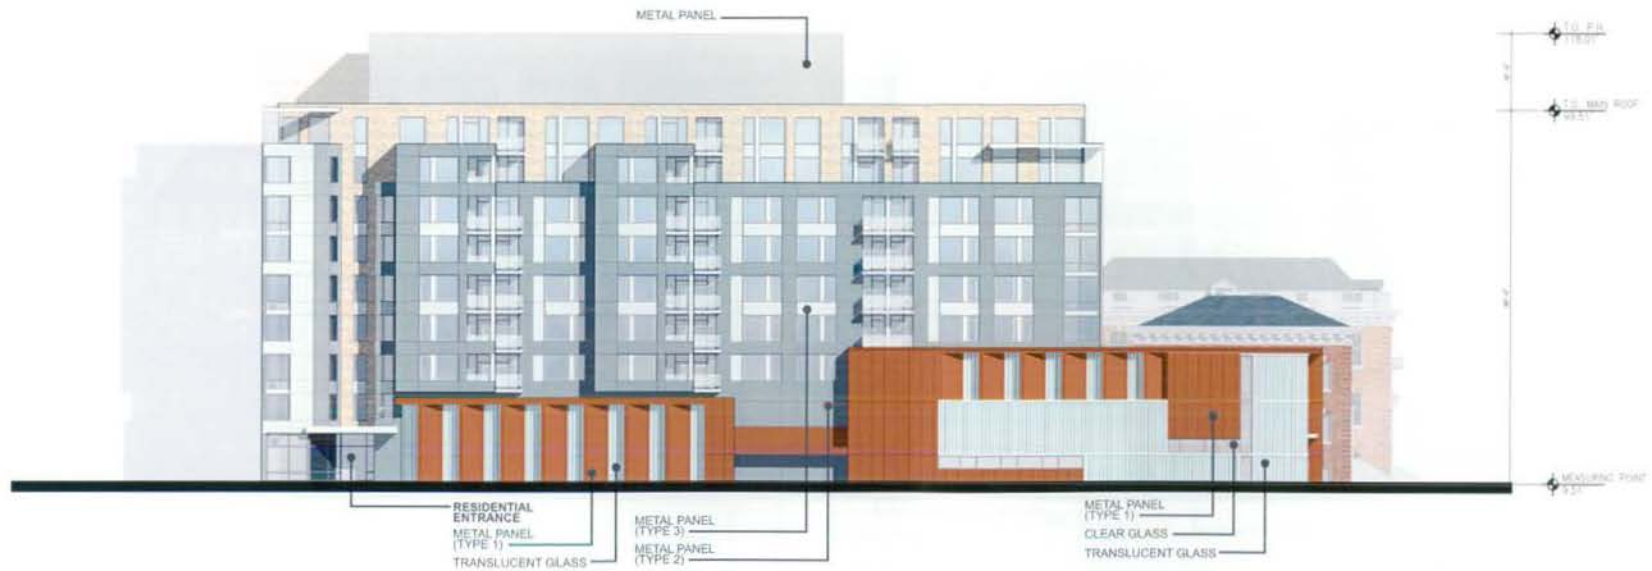 METAL PANEL
T.O. P.H.
T.O. MAIN ROOF
MEASURING POINT
RESIDENTIAL
ENTRANCE
METAL PANEL
(TYPE 1)
TRANSLUCENT GLASS
METAL PANEL
(TYPE 3)
METAL PANEL
(TYPE 2)
METAL PANEL
(TYPE 1)
CLEAR GLASS
TRANSLUCENT GLASS